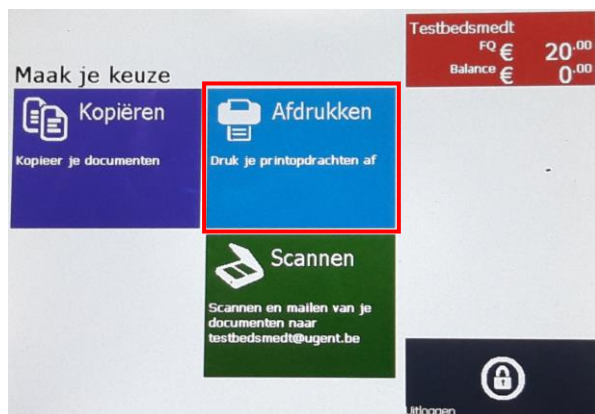 Testbedsmedt
FQ € 20.00
Balance € 0.00
Maak je keuze
Kopiëren
Kopieer je documenten
Afdrukken
Druk je printopdrachten af
Scannen
Scannen en mailen van je
documenten naar
testbedsmedt@ugent.be
Uitloggen